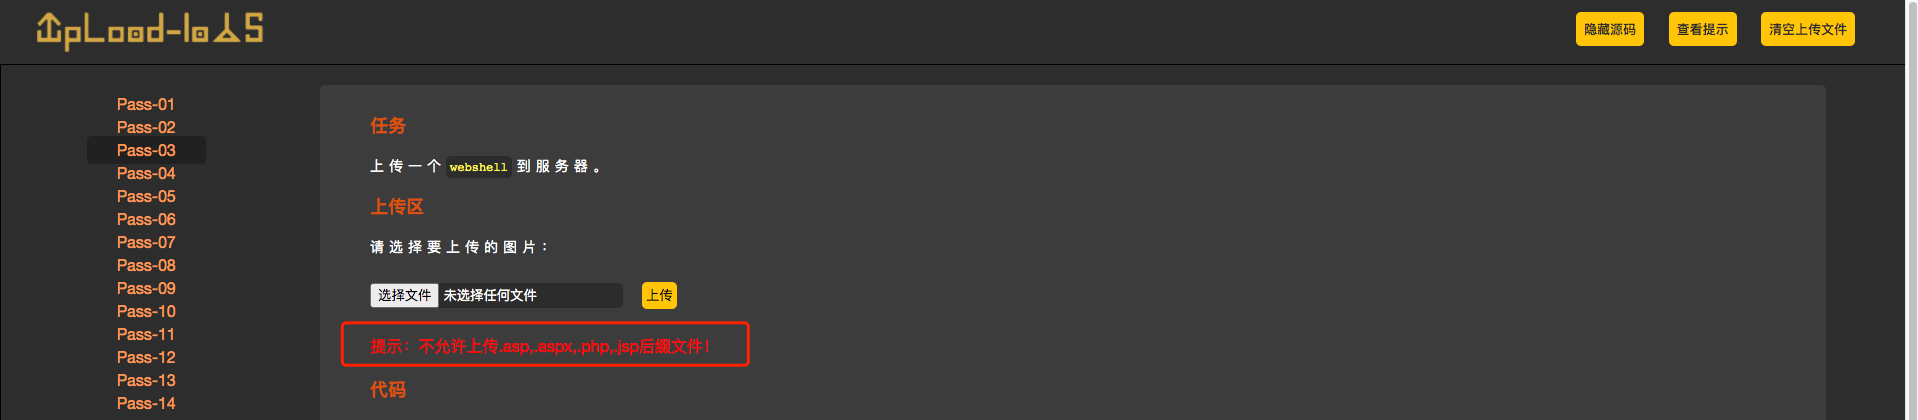 UpLoad-labs
隐藏源码 查看提示 清空上传文件
Pass-01
Pass-02
Pass-03
Pass-04
Pass-05
Pass-06
Pass-07
Pass-08
Pass-09
Pass-10
Pass-11
Pass-12
Pass-13
Pass-14
任务
上传一个 webshell 到服务器。
上传区
请选择要上传的图片：
选择文件 未选择任何文件 上传
提示：不允许上传.asp,.aspx,.php,.jsp后缀文件！
代码